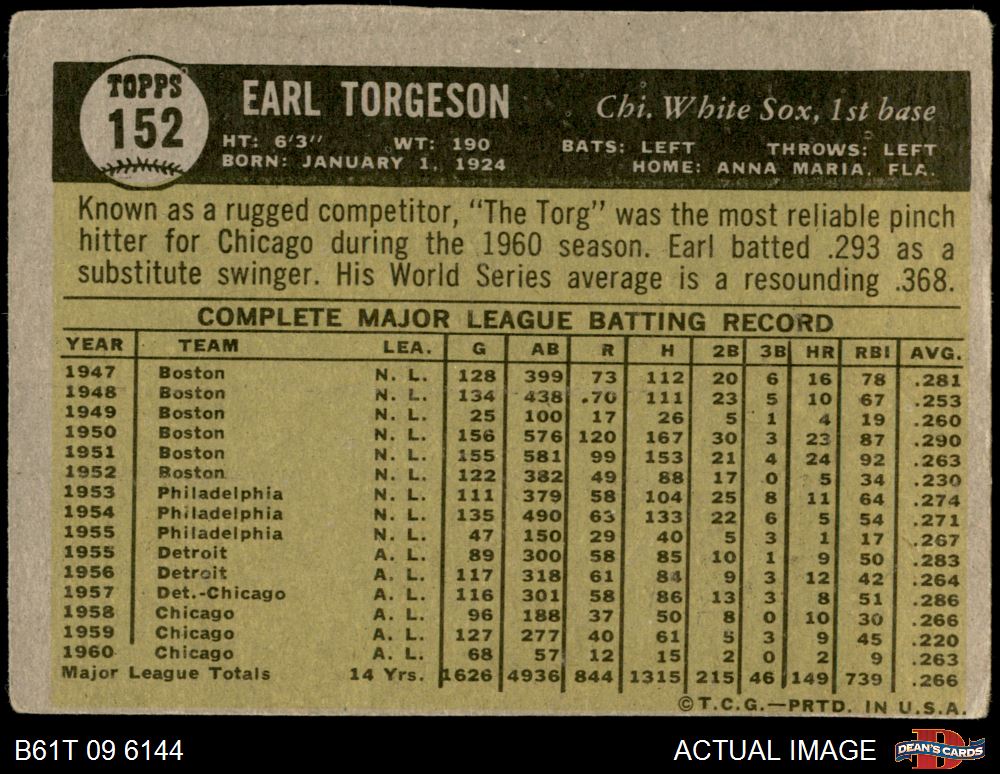 TOPPS
152
EARL TORGESON
Chi. White Sox, 1st base
HT: 6'3" WT: 190 BATS: LEFT THROWS: LEFT
BORN: JANUARY 1, 1924 HOME: ANNA MARIA, FLA.
Known as a rugged competitor, "The Torg" was the most reliable pinch
hitter for Chicago during the 1960 season. Earl batted .293 as a
substitute swinger. His World Series average is a resounding .368.
COMPLETE MAJOR LEAGUE BATTING RECORD
YEAR TEAM LEA. G AB R H 2B 3B HR RBI AVG.
1947 Boston N. L. 128 399 73 112 20 6 16 78 .281
1948 Boston N. L. 134 438 .70 111 23 5 10 67 .253
1949 Boston N. L. 25 100 17 26 5 1 4 19 .260
1950 Boston N. L. 156 576 120 167 30 3 23 87 .290
1951 Boston N. L. 155 581 99 153 21 4 24 92 .263
1952 Boston N. L. 122 382 49 88 17 0 5 34 .230
1953 Philadelphia N. L. 111 379 58 104 25 8 11 64 .274
1954 Philadelphia N. L. 135 490 63 133 22 6 5 54 .271
1955 Philadelphia N. L. 47 150 29 40 5 3 1 17 .267
1955 Detroit A. L. 89 300 58 85 10 1 9 50 .283
1956 Detroit A. L. 117 318 61 84 9 3 12 42 .264
1957 Det.-Chicago A. L. 116 301 58 86 13 3 8 51 .286
1958 Chicago A. L. 96 188 37 50 8 0 10 30 .266
1959 Chicago A. L. 127 277 40 61 5 3 9 45 .220
1960 Chicago A. L. 68 57 12 15 2 0 2 9 .263
Major League Totals 14 Yrs. 1626 4936 844 1315 215 46 149 739 .266
©T.C.G.—PRTD. IN U.S.A.
B61T 09 6144
ACTUAL IMAGE
DEAN'S CARDS